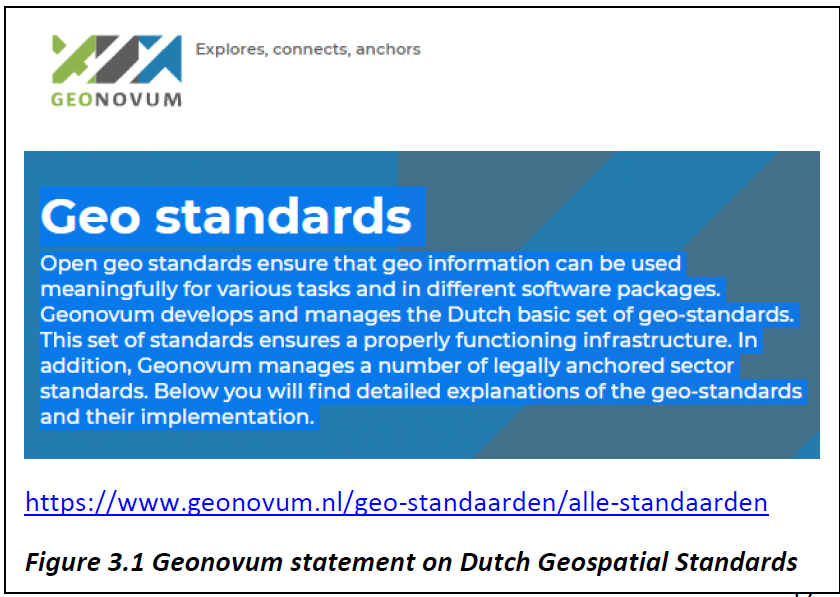 Explores, connects, anchors
GEONOVUM
Geo standards
Open geo standards ensure that geo information can be used
meaningfully for various tasks and in different software packages.
Geonovum develops and manages the Dutch basic set of geo-standards.
This set of standards ensures a properly functioning infrastructure. In
addition, Geonovum manages a number of legally anchored sector
standards. Below you will find detailed explanations of the geo-standards
and their implementation.
https://www.geonovum.nl/geo-standaarden/alle-standaarden
Figure 3.1 Geonovum statement on Dutch Geospatial Standards